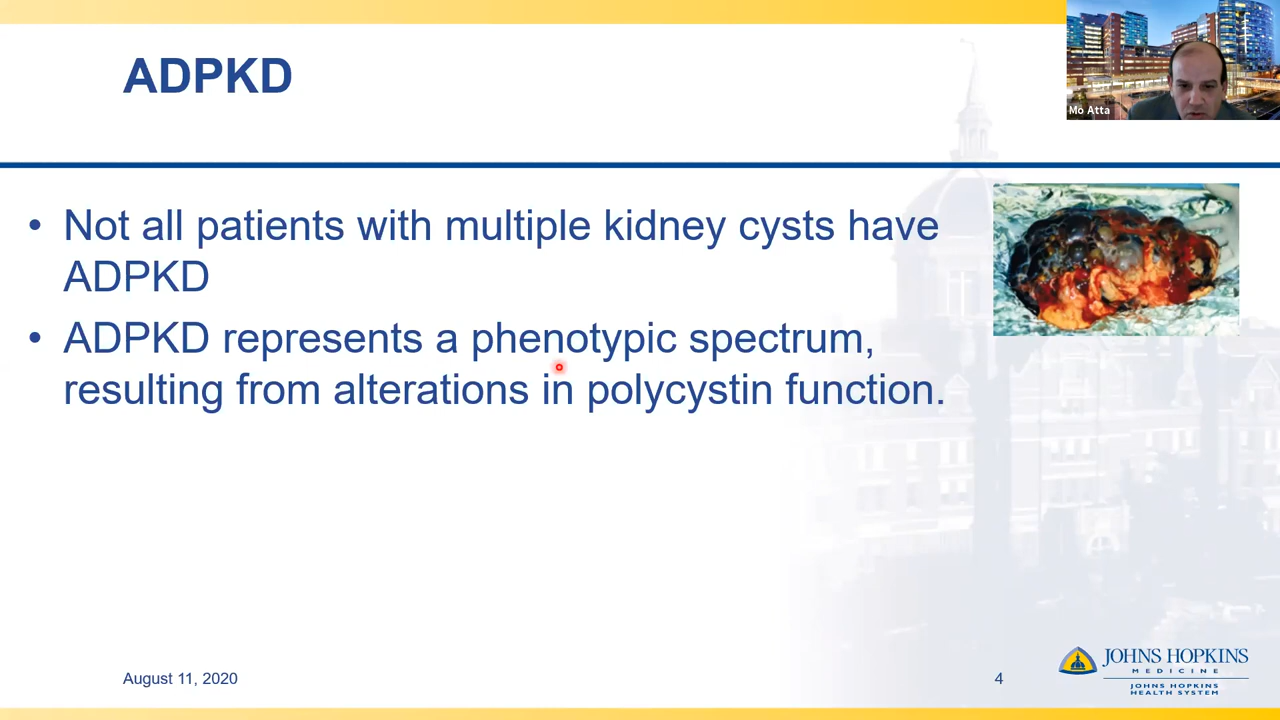 ADPKD
Mo Atta
• Not all patients with multiple kidney cysts have
ADPKD
• ADPKD represents a phenotypic spectrum,
resulting from alterations in polycystin function.
August 11, 2020
4
JOHNS HOPKINS
MEDICINE
JOHNS HOPKINS
HEALTH SYSTEM